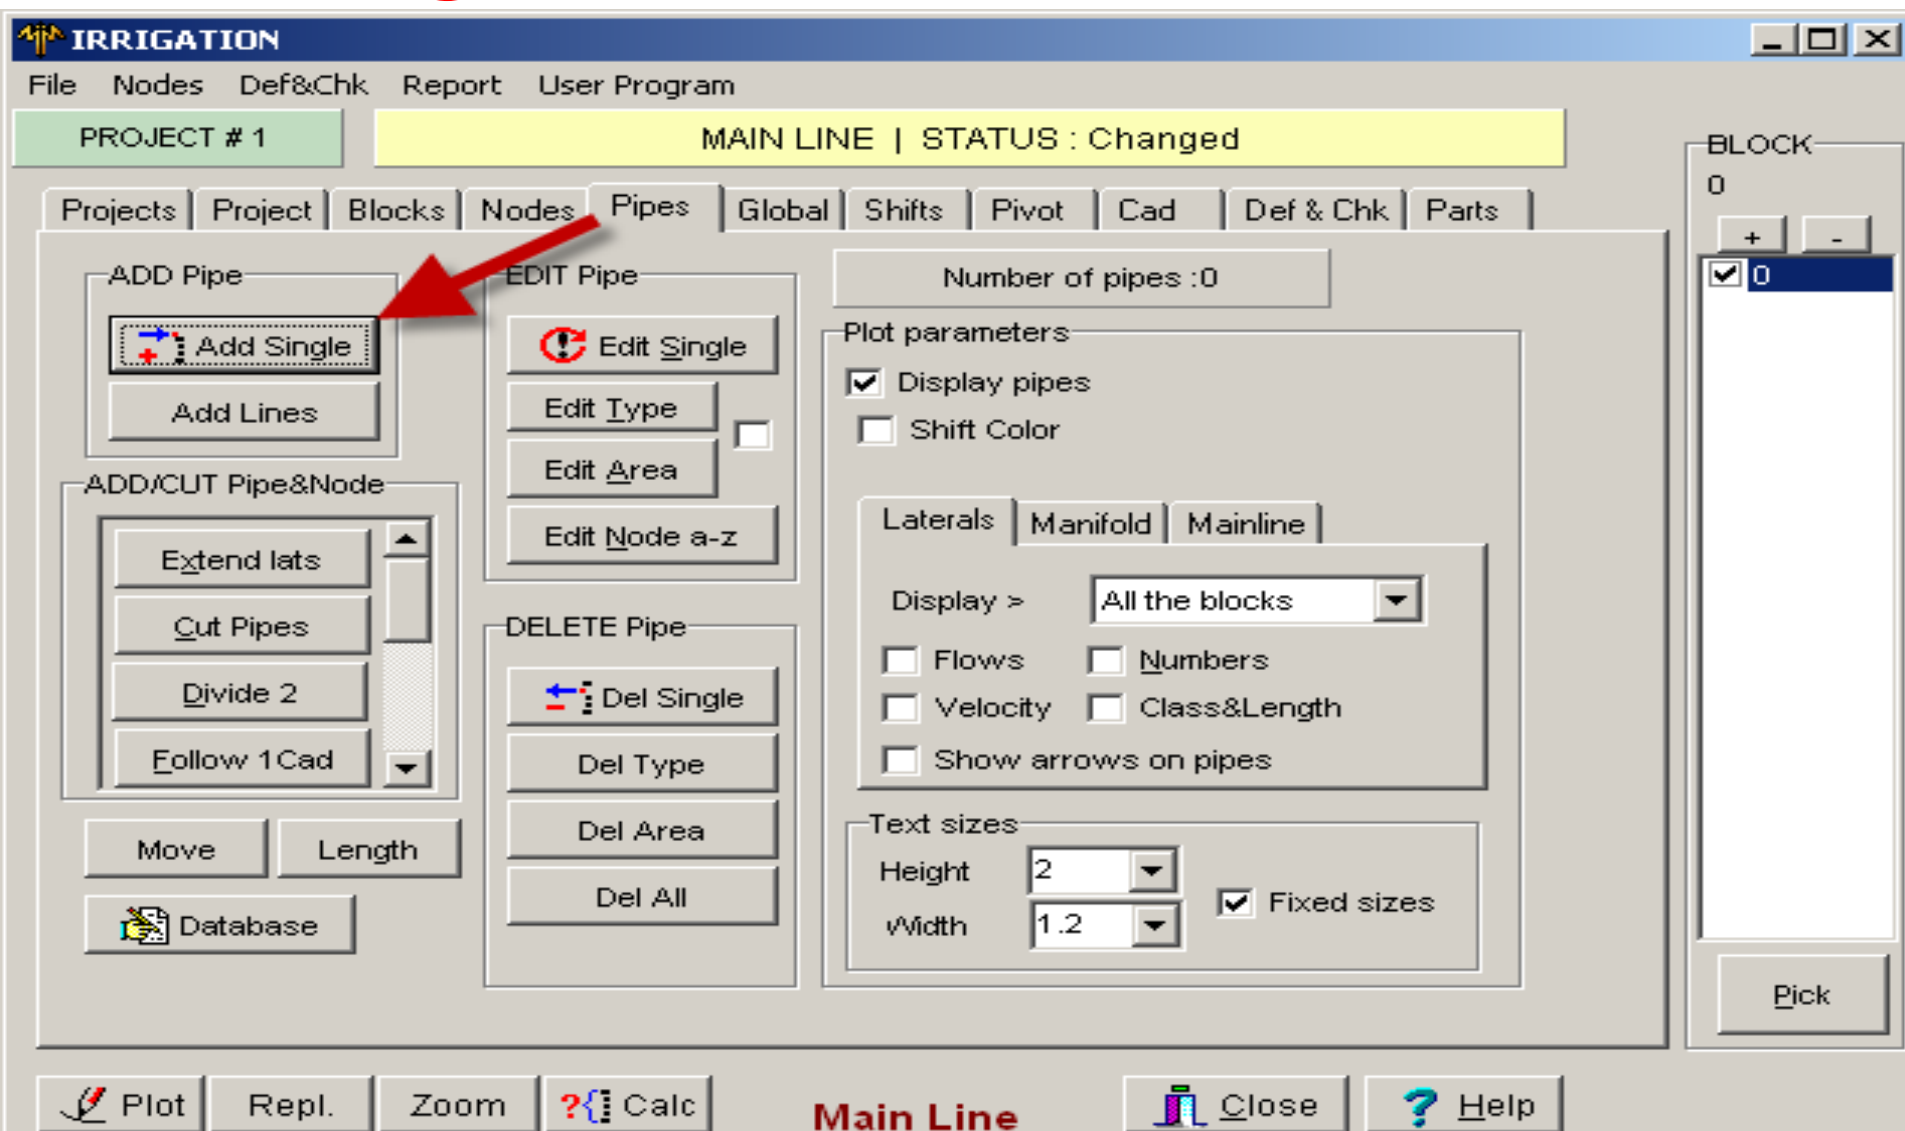 IRRIGATION
File Nodes Def&Chk Report User Program
PROJECT # 1
MAIN LINE | STATUS : Changed
Projects Project Blocks Nodes Pipes Global Shifts Pivot Cad Def & Chk Parts
ADD Pipe
Add Single
Add Lines
ADD/CUT Pipe&Node
Extend lats
Cut Pipes
Divide 2
Follow 1Cad
Move Length
Database
EDIT Pipe
Edit Single
Edit Type
Edit Area
Edit Node a-z
DELETE Pipe
Del Single
Del Type
Del Area
Del All
Number of pipes :0
Plot parameters
Display pipes
Shift Color
Laterals Manifold Mainline
Display > All the blocks
Flows Numbers
Velocity Class&Length
Show arrows on pipes
Text sizes
Height 2
Width 1.2
Fixed sizes
BLOCK
0
+ -
0
Pick
Plot Repl. Zoom ?{ Calc Main Line Close ? Help